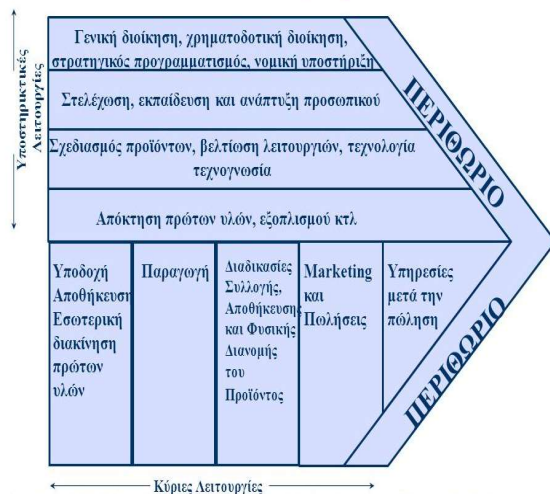 Υποστηρικτικές
Λειτουργίες
Γενική διοίκηση, χρηματοδοτική διοίκηση,
στρατηγικός προγραμματισμός, νομική υποστήριξη
Στελέχωση, εκπαίδευση και ανάπτυξη προσωπικού
Σχεδιασμός προϊόντων, βελτίωση λειτουργιών, τεχνολογία
τεχνογνωσία
Απόκτηση πρώτων υλών, εξοπλισμού κτλ
ΠΕΡΙΘΩΡΙΟ
Υποδοχή
Αποθήκευση
Εσωτερική
διακίνηση
πρώτων
υλών
Παραγωγή
Διαδικασίες
Συλλογής,
Αποθήκευσης
και Φυσικής
Διανομής
του
Προϊόντος
Marketing
και
Πωλήσεις
Υπηρεσίες
μετά την
πώληση
ΠΕΡΙΘΩΡΙΟ
Κύριες Λειτουργίες